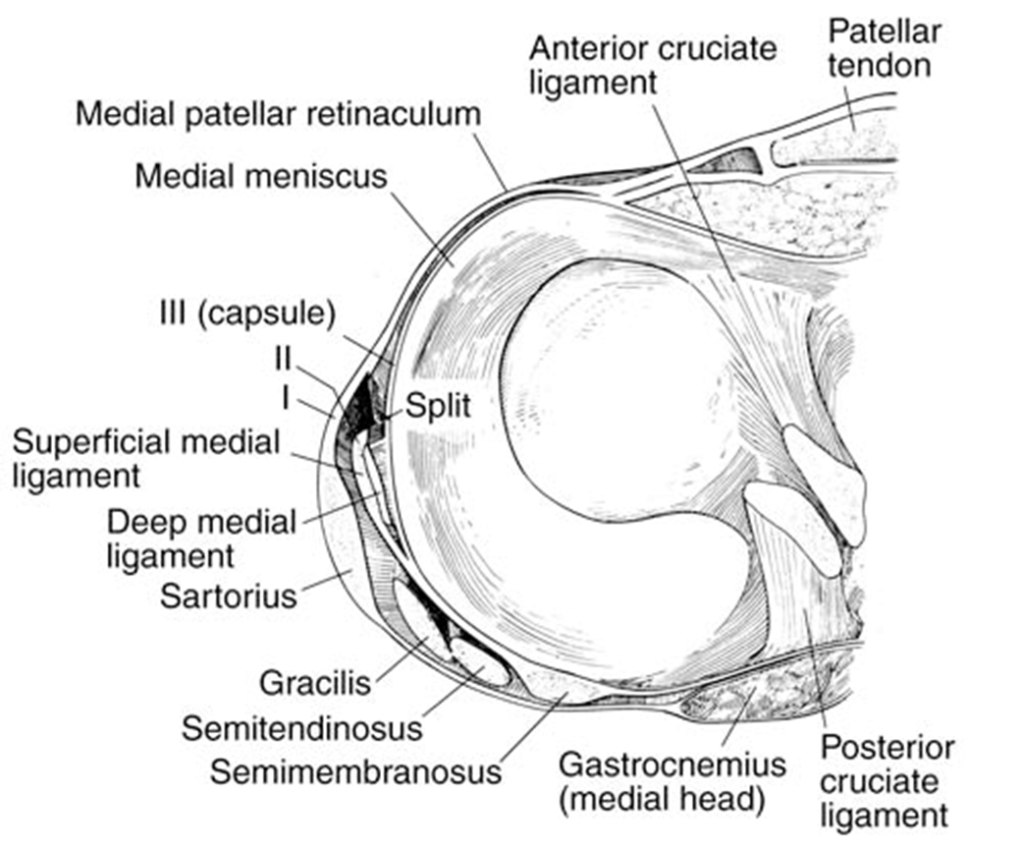 Patellar
tendon
Anterior cruciate
ligament
Medial patellar retinaculum
Medial meniscus
III (capsule)
II
I
Split
Superficial medial
ligament
Deep medial
ligament
Sartorius
Gracilis
Semitendinosus
Semimembranosus
Gastrocnemius
(medial head)
Posterior
cruciate
ligament